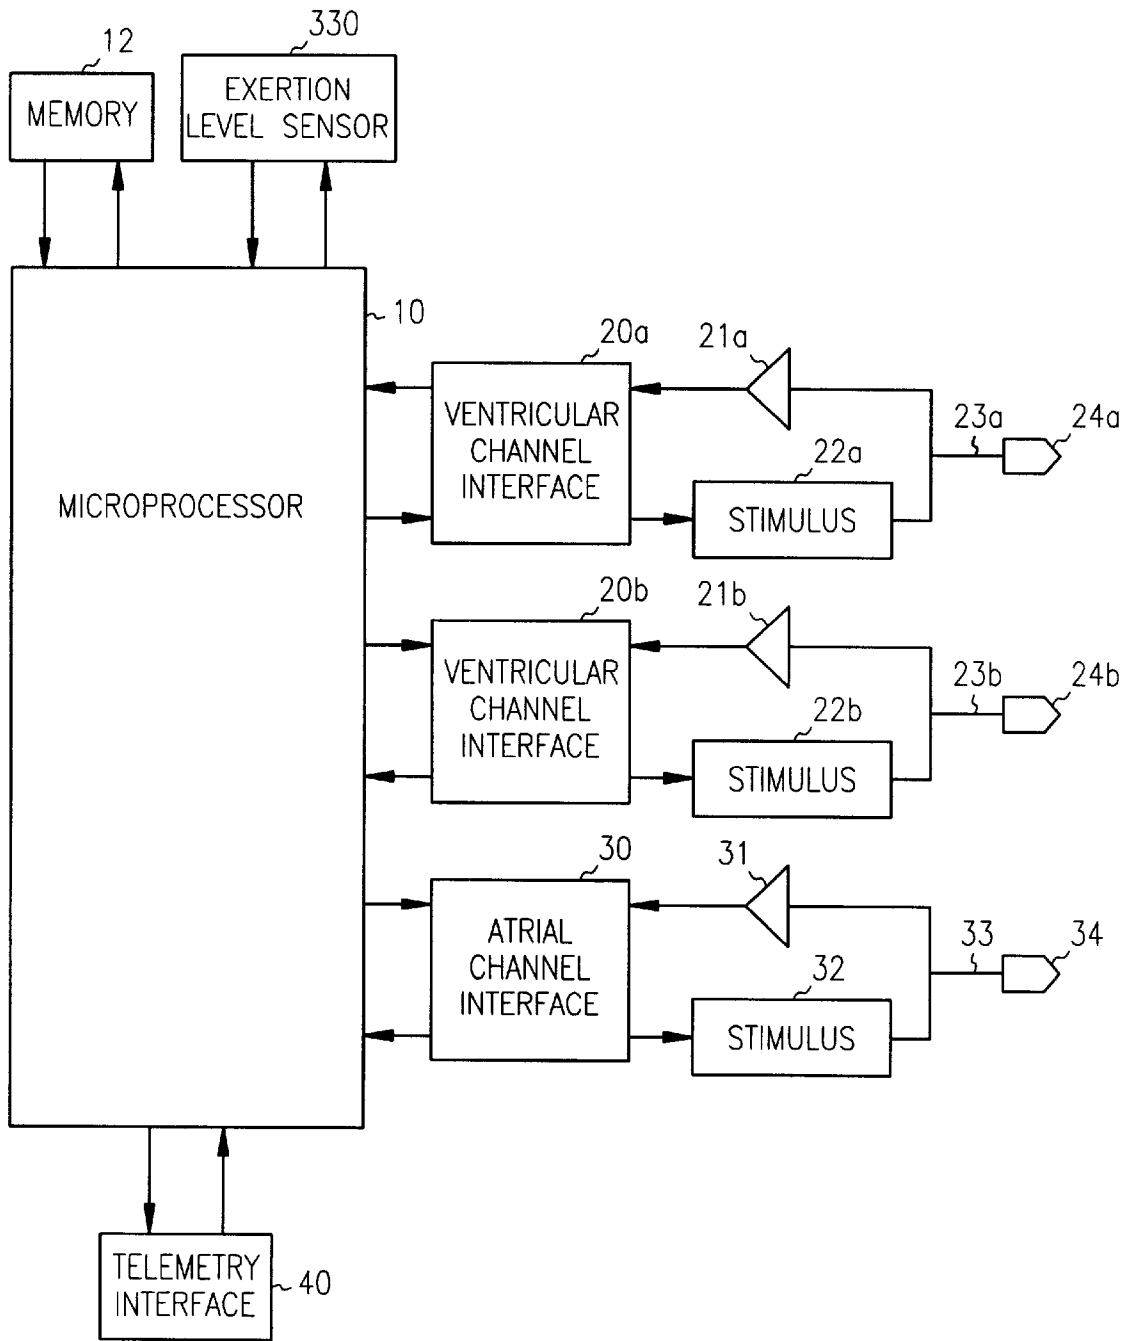 12
330
MEMORY
EXERTION
LEVEL SENSOR
10
MICROPROCESSOR
20a
VENTRICULAR
CHANNEL
INTERFACE
21a
22a
STIMULUS
23a
24a
20b
VENTRICULAR
CHANNEL
INTERFACE
21b
22b
STIMULUS
23b
24b
30
ATRIAL
CHANNEL
INTERFACE
31
32
STIMULUS
33
34
TELEMETRY
INTERFACE
40